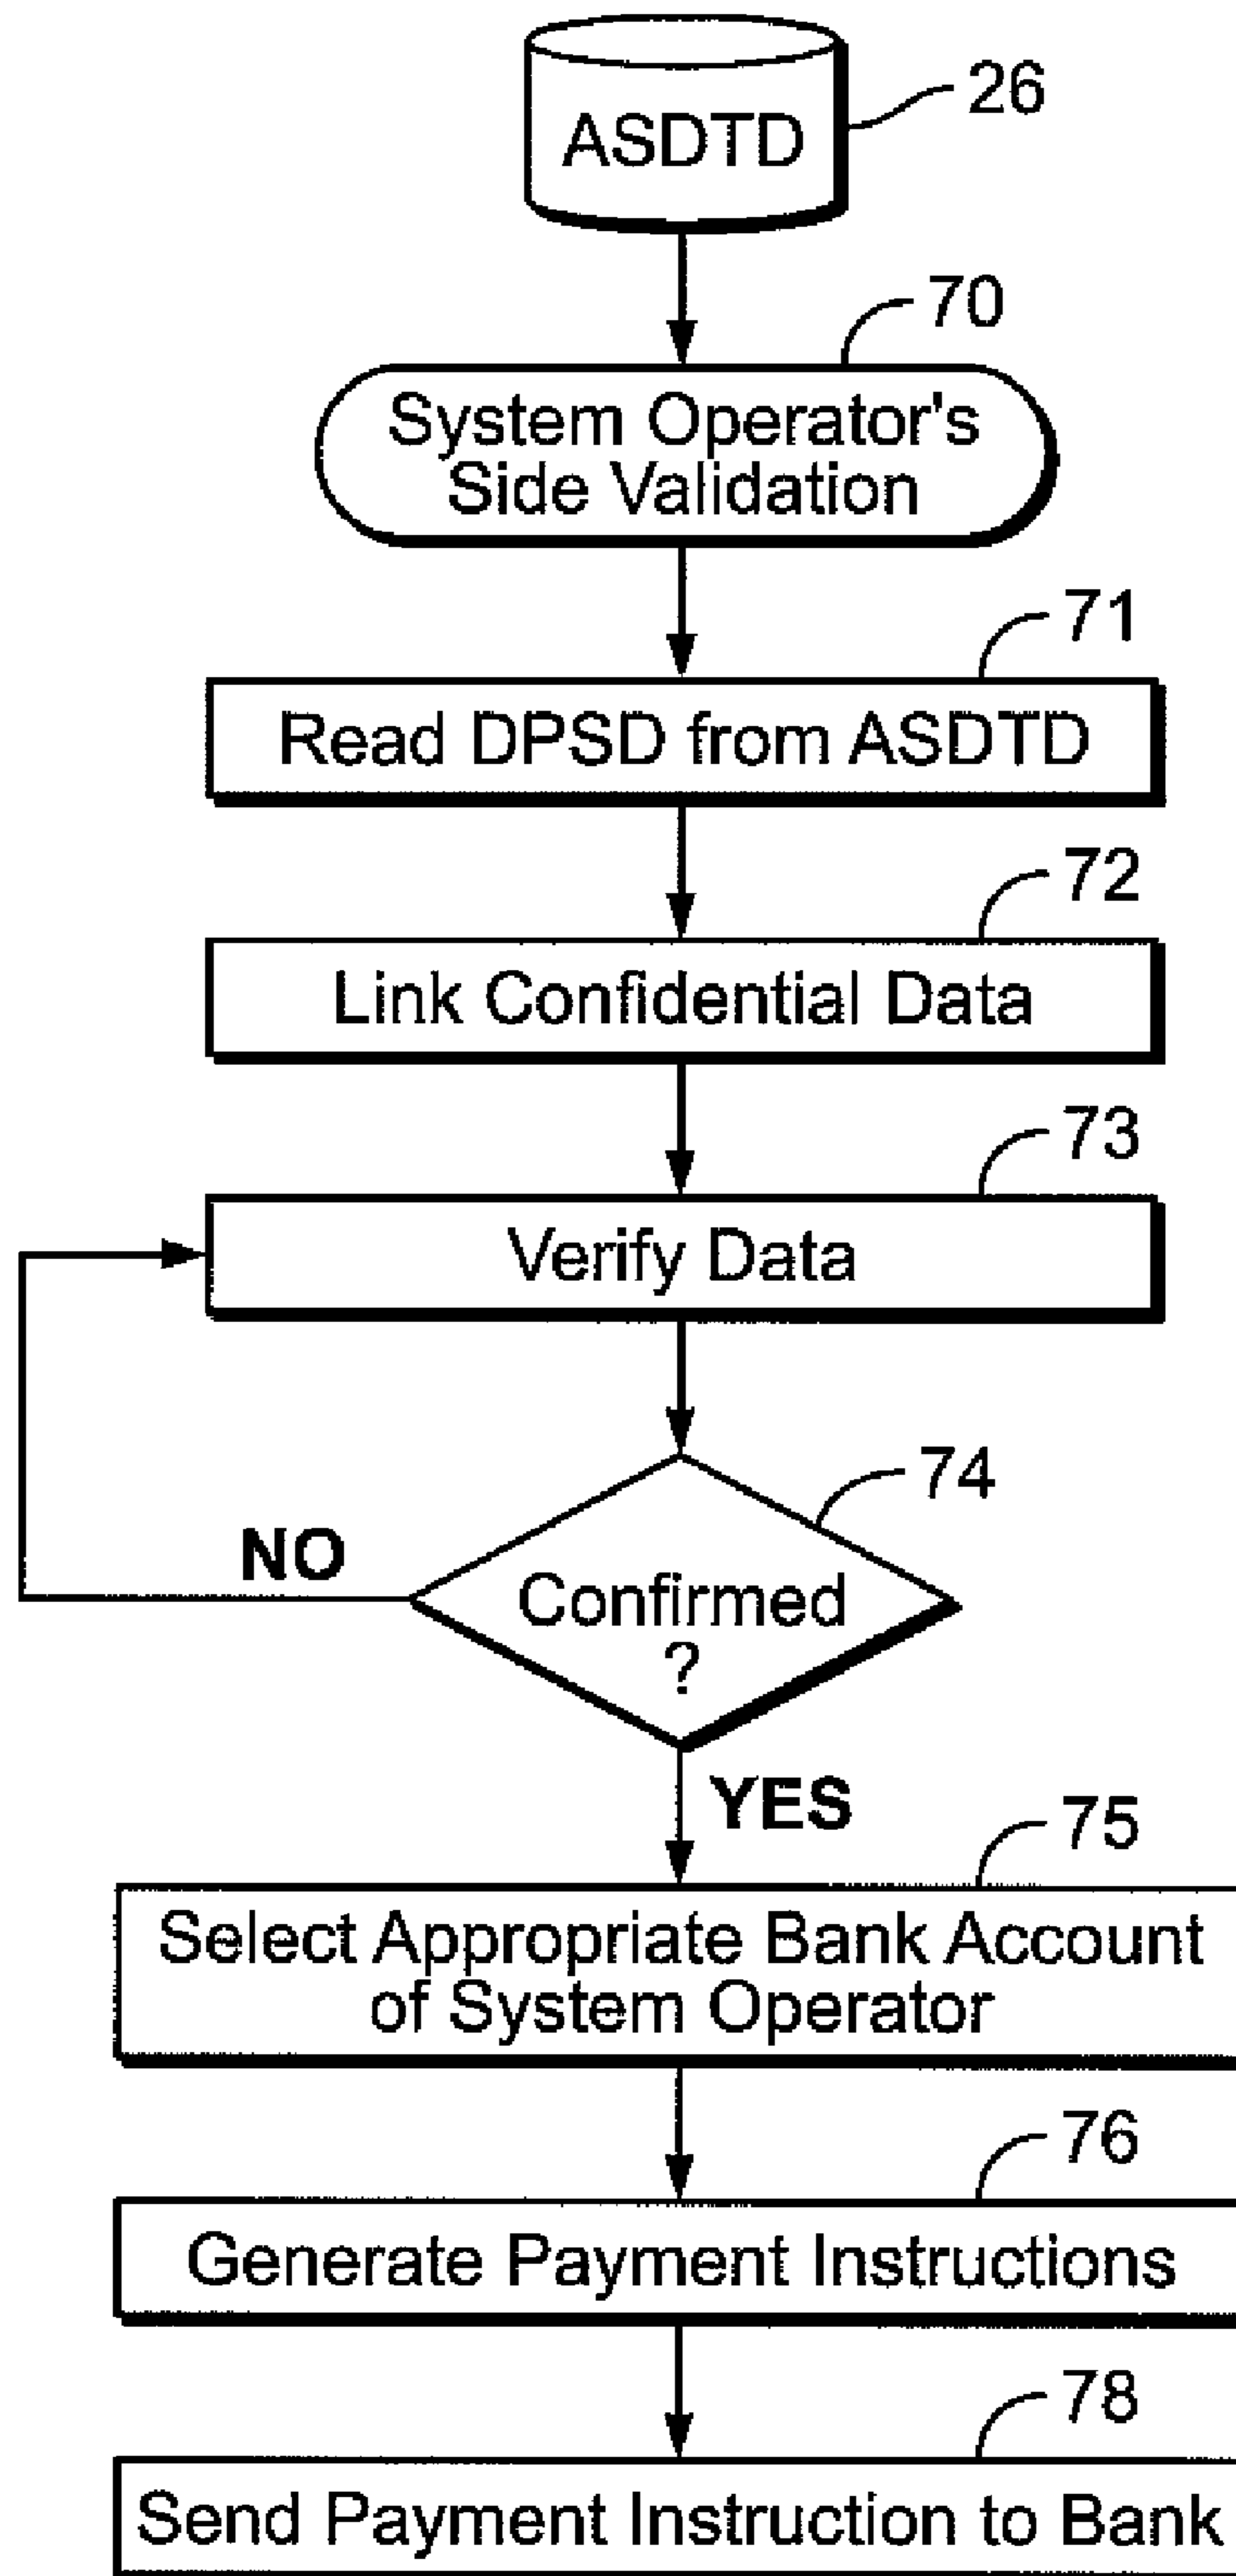 ASDTD
26
70
System Operator's
Side Validation
71
Read DPSD from ASDTD
72
Link Confidential Data
73
Verify Data
74
NO
Confirmed
?
YES
75
Select Appropriate Bank Account
of System Operator
76
Generate Payment Instructions
78
Send Payment Instruction to Bank